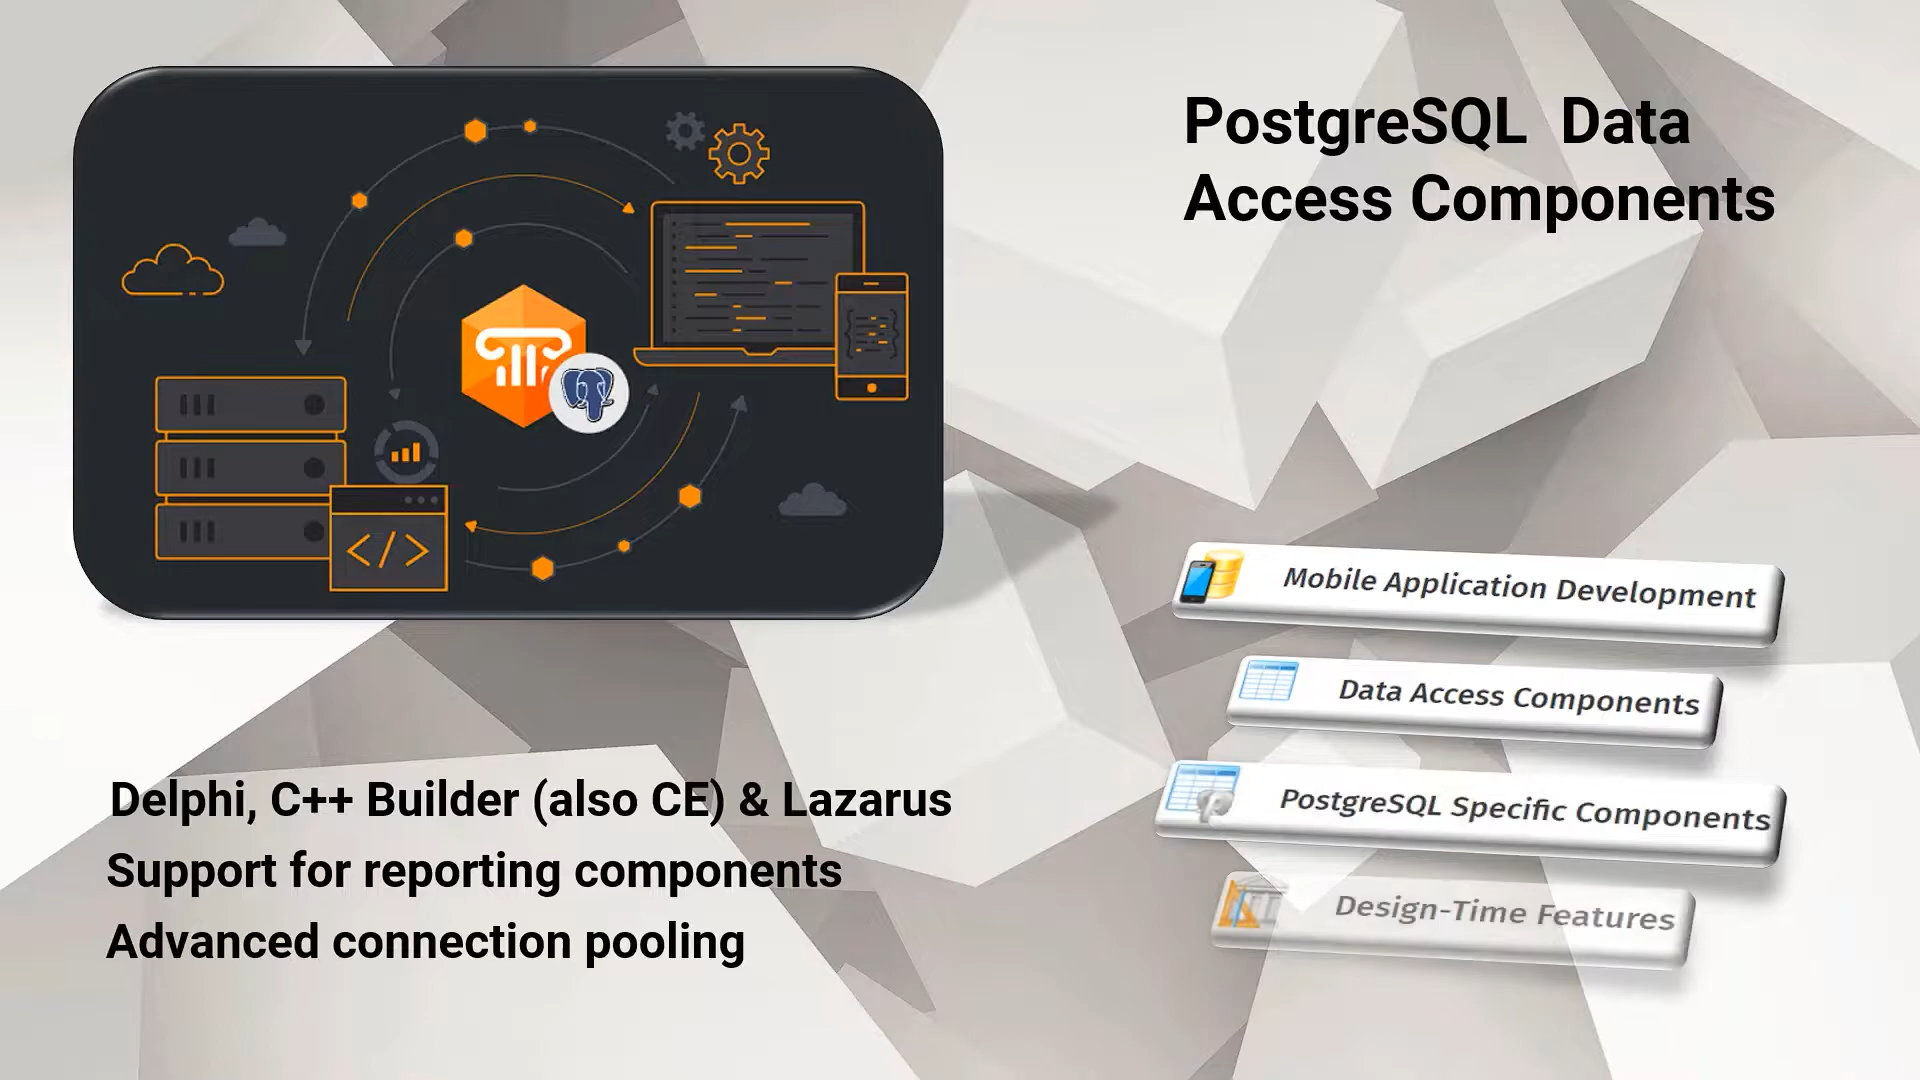 PostgreSQL Data
Access Components
</>
Mobile Application Development
Data Access Components
PostgreSQL Specific Components
Design-Time Features
Delphi, C++ Builder (also CE) & Lazarus
Support for reporting components
Advanced connection pooling